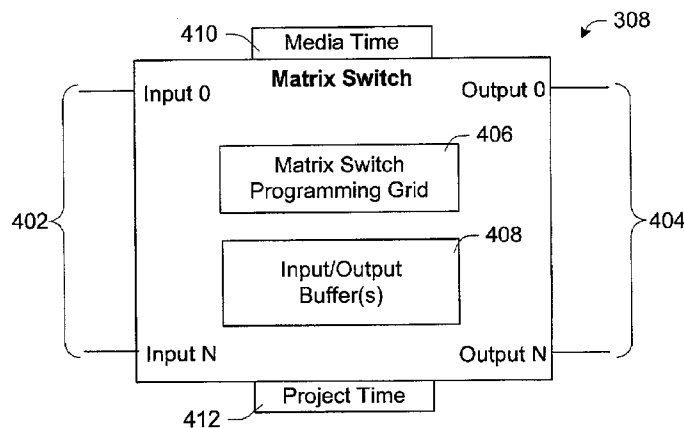 410
Media Time
308
Matrix Switch
Input 0
Output 0
406
Matrix Switch
Programming Grid
402
404
408
Input/Output
Buffer(s)
Input N
Output N
Project Time
412